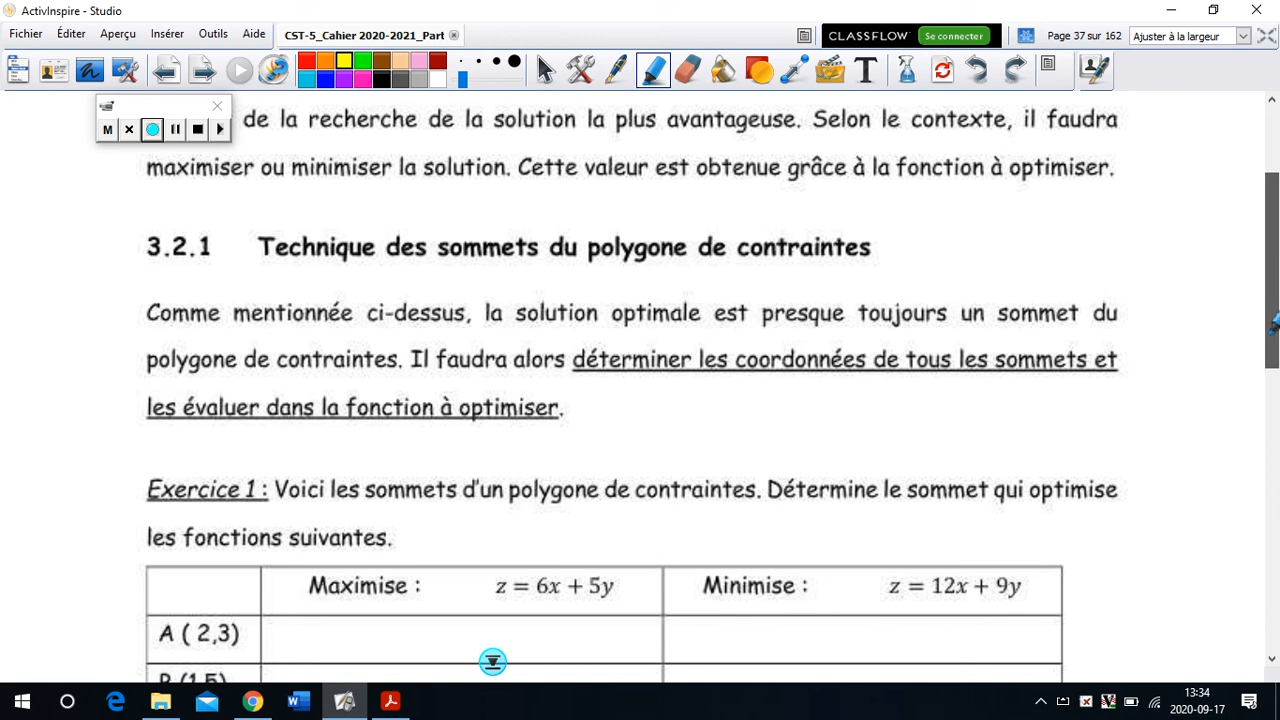 ActivInspire - Studio
Fichier Éditer Aperçu Insérer Outils Aide CST-5_Cahier 2020-2021_Part CLASSFLOW Se connecter Page 37 sur 162 Ajuster à la largeur
M
de la recherche de la solution la plus avantageuse. Selon le contexte, il faudra
maximiser ou minimiser la solution. Cette valeur est obtenue grâce à la fonction à optimiser.
3.2.1 Technique des sommets du polygone de contraintes
Comme mentionnée ci-dessus, la solution optimale est presque toujours un sommet du
polygone de contraintes. Il faudra alors déterminer les coordonnées de tous les sommets et
les évaluer dans la fonction à optimiser.
Exercice 1 : Voici les sommets d'un polygone de contraintes. Détermine le sommet qui optimise
les fonctions suivantes.
Maximise : z = 6x + 5y Minimise : z = 12x + 9y
A ( 2,3)
B (1,5)
13:34
2020-09-17